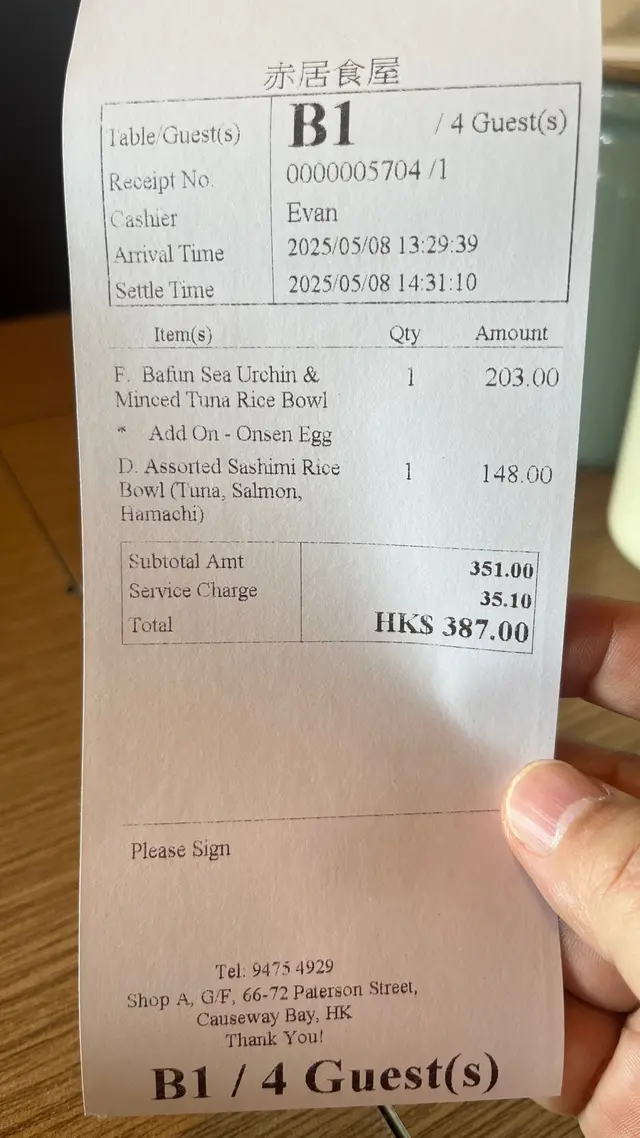 赤居食屋
Table/Guest(s) B1 / 4 Guest(s)
Receipt No. 0000005704 /1
Cashier Evan
Arrival Time 2025/05/08 13:29:39
Settle Time 2025/05/08 14:31:10
Item(s) Qty Amount
F. Bafun Sea Urchin & 1 203.00
Minced Tuna Rice Bowl
* Add On - Onsen Egg
D. Assorted Sashimi Rice 1 148.00
Bowl (Tuna, Salmon,
Hamachi)
Subtotal Amt 351.00
Service Charge 35.10
Total HK$ 387.00
Please Sign
Tel: 9475 4929
Shop A, G/F, 66-72 Paterson Street,
Causeway Bay, HK
Thank You!
B1 / 4 Guest(s)